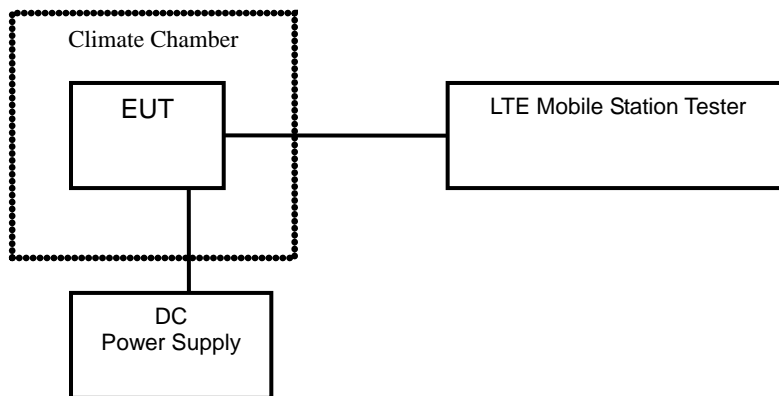 Climate Chamber
EUT
LTE Mobile Station Tester
DC
Power Supply